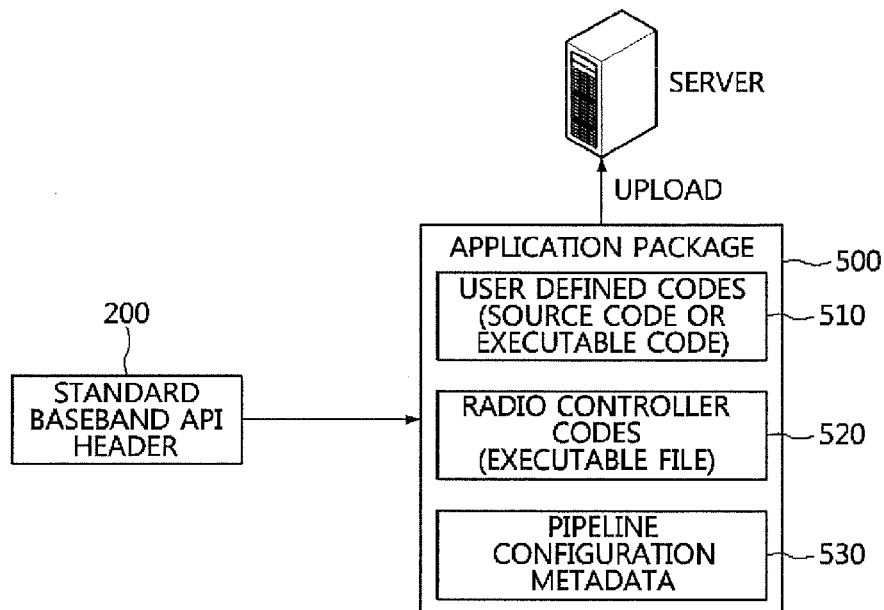 SERVER
UPLOAD
APPLICATION PACKAGE
500
USER DEFINED CODES
(SOURCE CODE OR
EXECUTABLE CODE)
510
200
STANDARD
BASEBAND API
HEADER
RADIO CONTROLLER
CODES
(EXECUTABLE FILE)
520
PIPELINE
CONFIGURATION
METADATA
530